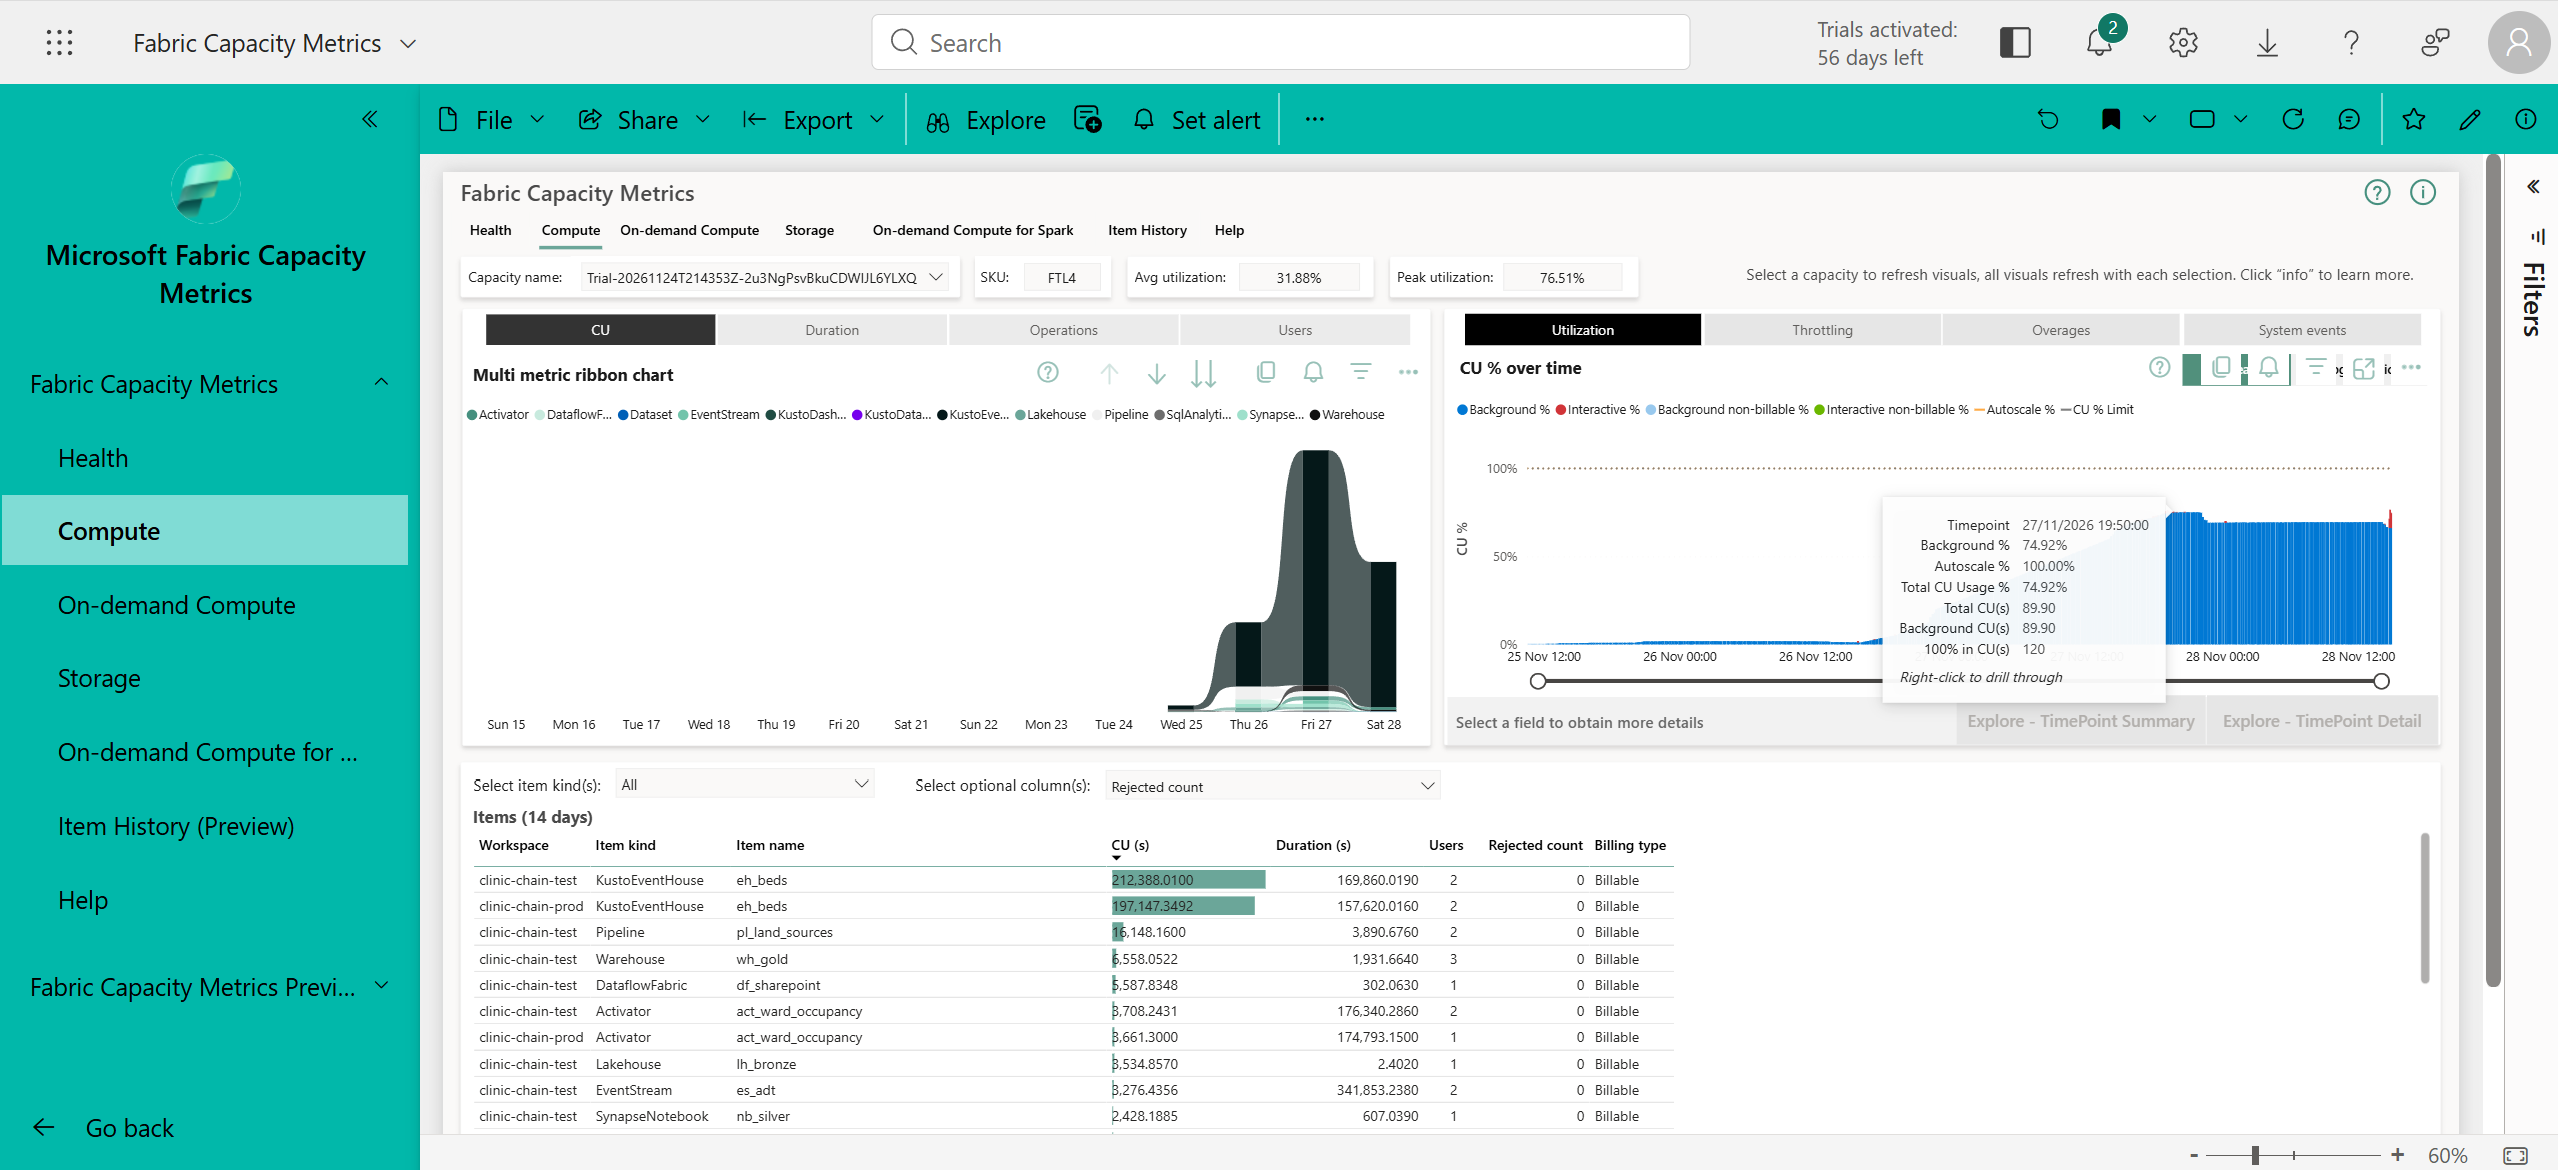 Fabric Capacity Metrics
Search
Trials activated:
56 days left
2
File
Share
Export
Explore
Set alert
Microsoft Fabric Capacity
Metrics
Fabric Capacity Metrics
Health
Compute
On-demand Compute
Storage
On-demand Compute for ...
Item History (Preview)
Help
Fabric Capacity Metrics Previ...
Go back
Fabric Capacity Metrics
Health Compute On-demand Compute Storage On-demand Compute for Spark Item History Help
Capacity name: Trial-20261124T214353Z-2u3NgPsvBkuCDWIJL6YLXQ SKU: FTL4 Avg utilization: 31.88% Peak utilization: 76.51%
Select a capacity to refresh visuals, all visuals refresh with each selection. Click “info” to learn more.
Filters
CU Duration Operations Users
Multi metric ribbon chart
Activator DataflowF... Dataset EventStream KustoDash... KustoData... KustoEve... Lakehouse Pipeline SqlAnalyti... Synapse... Warehouse
Sun 15 Mon 16 Tue 17 Wed 18 Thu 19 Fri 20 Sat 21 Sun 22 Mon 23 Tue 24 Wed 25 Thu 26 Fri 27 Sat 28
Utilization Throttling Overages System events
CU % over time
Background % Interactive % Background non-billable % Interactive non-billable % Autoscale % CU % Limit
100%
50%
0%
CU %
25 Nov 12:00 26 Nov 00:00 26 Nov 12:00 28 Nov 00:00 28 Nov 12:00
Timepoint 27/11/2026 19:50:00
Background % 74.92%
Autoscale % 100.00%
Total CU Usage % 74.92%
Total CU(s) 89.90
Background CU(s) 89.90
100% in CU(s) 120
Right-click to drill through
Select a field to obtain more details
Explore - TimePoint Summary
Explore - TimePoint Detail
Select item kind(s): All Select optional column(s): Rejected count
Items (14 days)
Workspace Item kind Item name CU (s) Duration (s) Users Rejected count Billing type
clinic-chain-test KustoEventHouse eh_beds 212,388.0100 169,860.0190 2 0 Billable
clinic-chain-prod KustoEventHouse eh_beds 197,147.3492 157,620.0160 2 0 Billable
clinic-chain-test Pipeline pl_land_sources 16,148.1600 3,890.6760 2 0 Billable
clinic-chain-test Warehouse wh_gold 6,558.0522 1,931.6640 3 0 Billable
clinic-chain-test DataflowFabric df_sharepoint 5,587.8348 302.0630 1 0 Billable
clinic-chain-test Activator act_ward_occupancy 3,708.2431 176,340.2860 2 0 Billable
clinic-chain-prod Activator act_ward_occupancy 3,661.3000 174,793.1500 1 0 Billable
clinic-chain-test Lakehouse lh_bronze 3,534.8570 2.4020 1 0 Billable
clinic-chain-test EventStream es_adt 3,276.4356 341,853.2380 2 0 Billable
clinic-chain-test SynapseNotebook nb_silver 2,428.1885 607.0390 1 0 Billable
60%